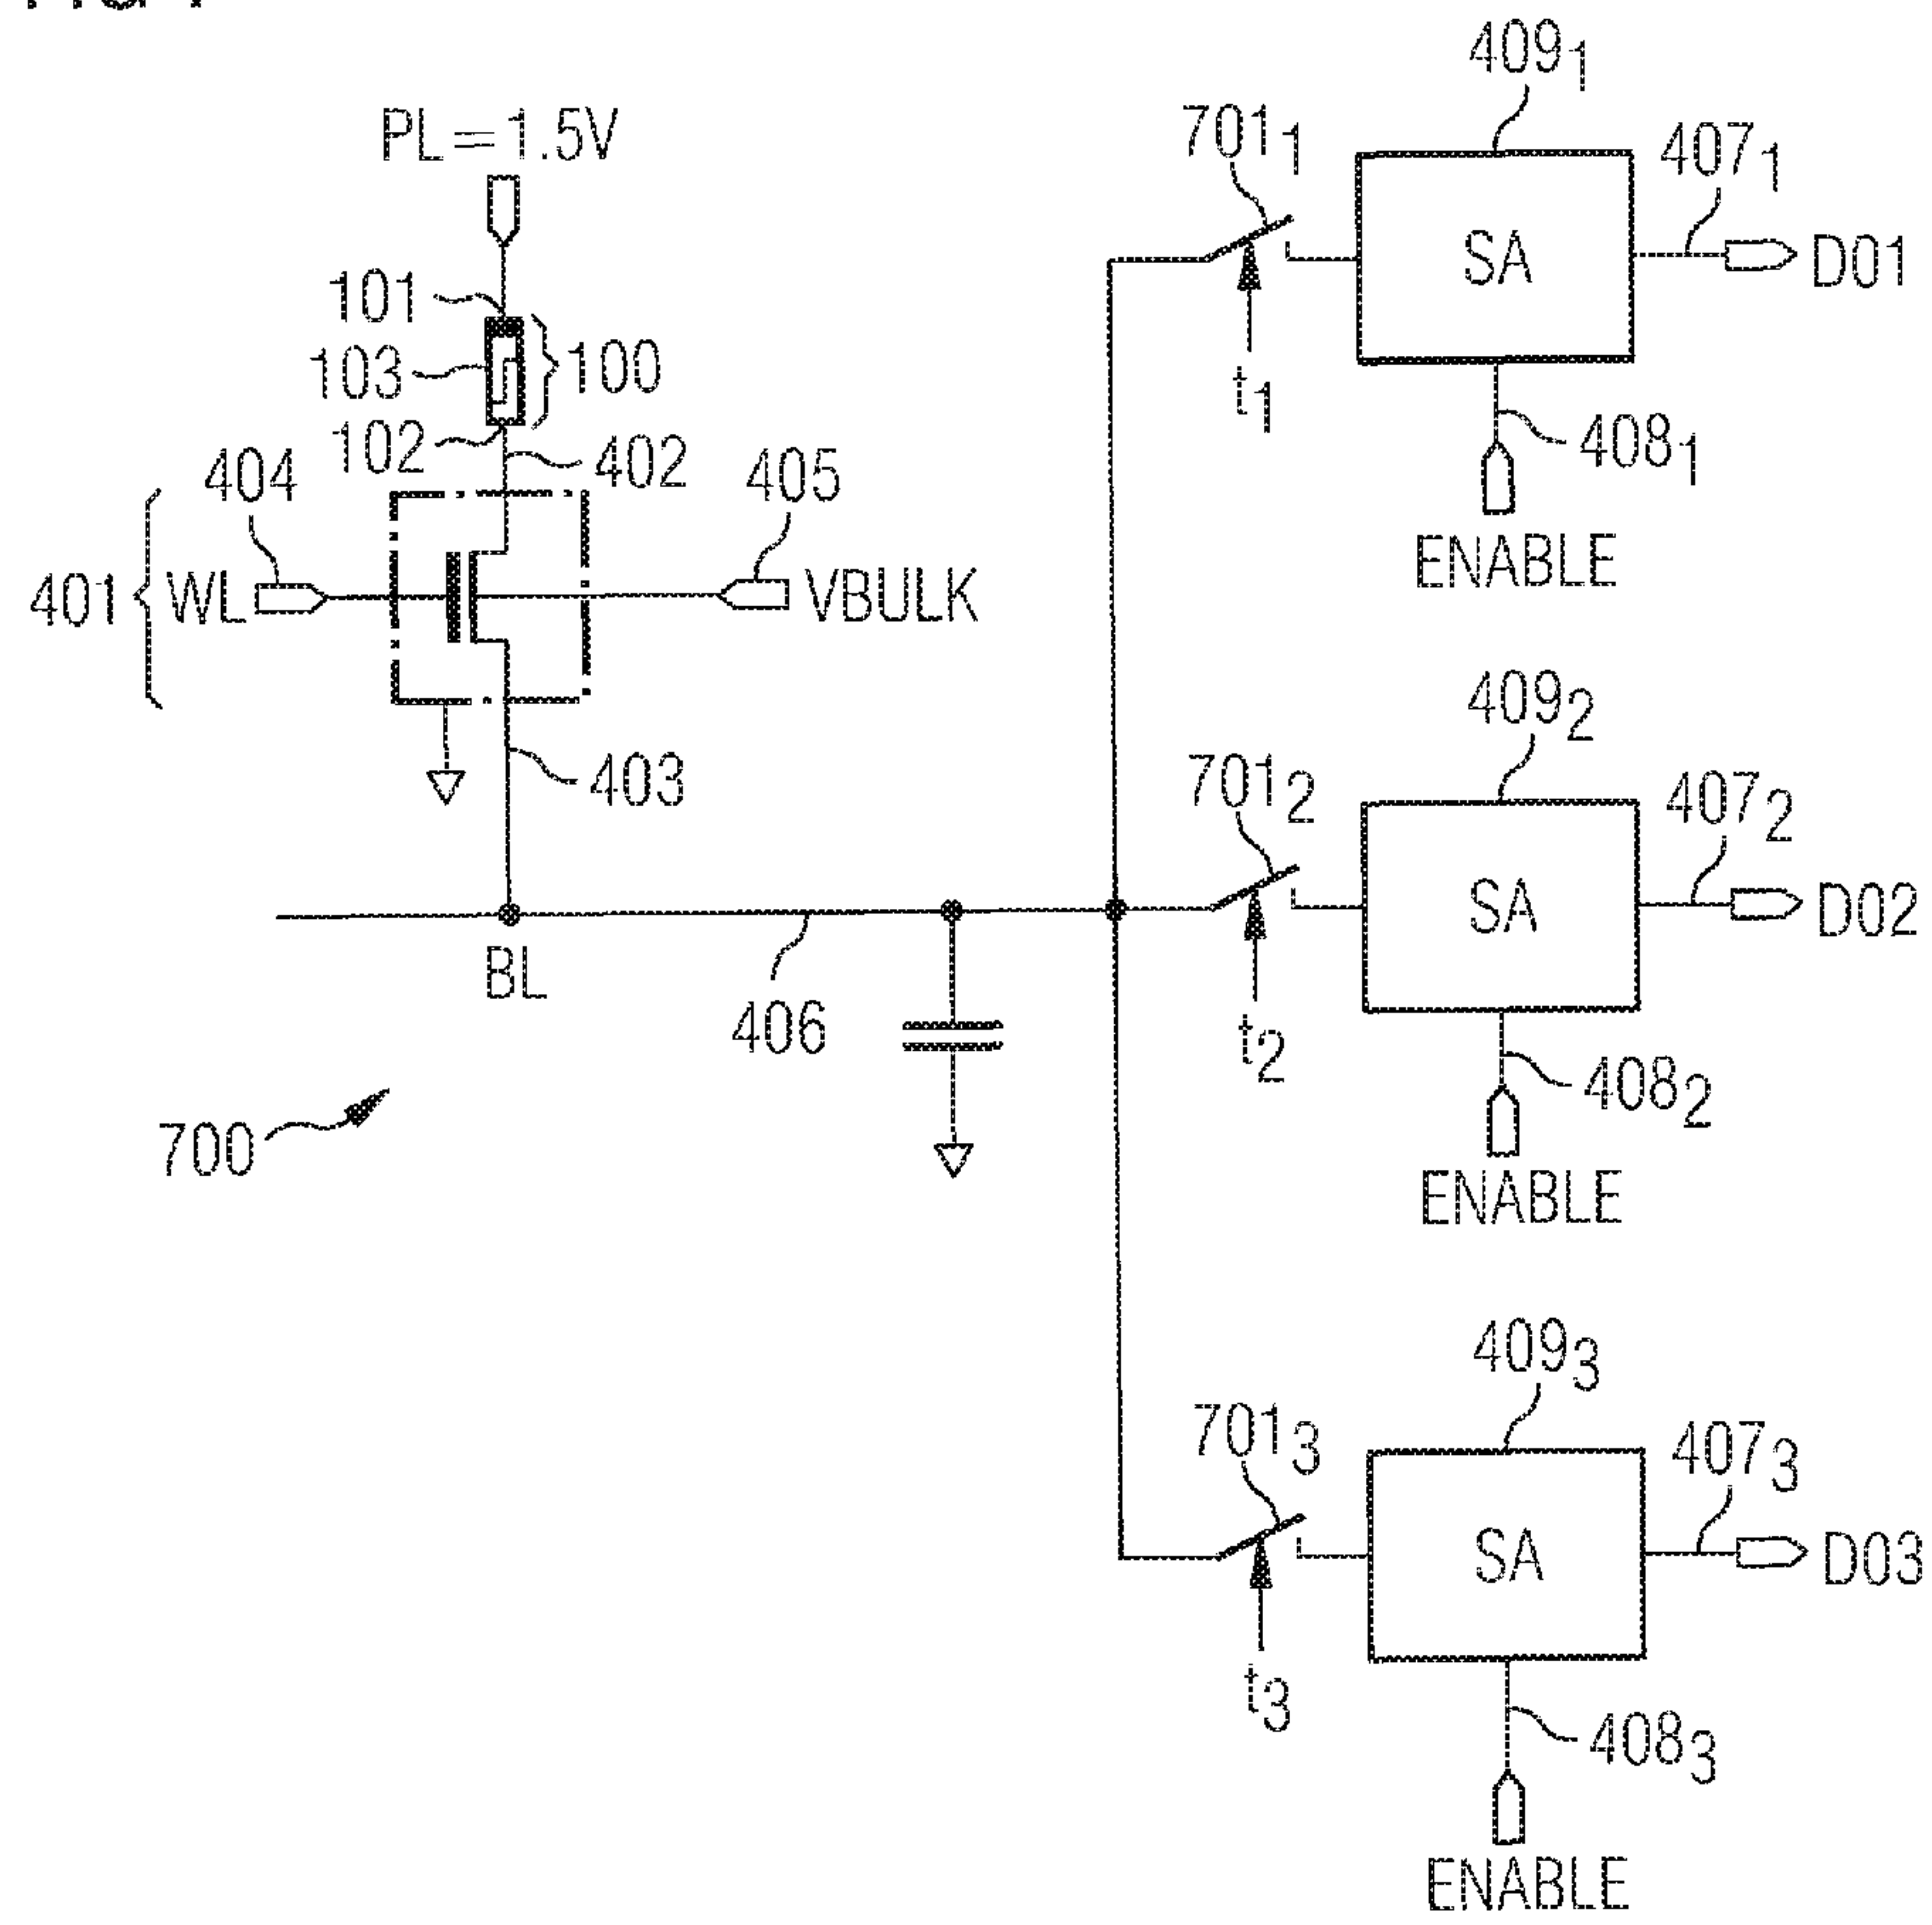 409₁
701₁
407₁
PL=1.5V
SA
D01
101
103
100
t₁
102
402
408₁
404
405
ENABLE
401
WL
VBULK
409₂
403
701₂
407₂
SA
D02
BL
406
t₂
408₂
700
ENABLE
409₃
701₃
407₃
SA
D03
t₃
408₃
ENABLE